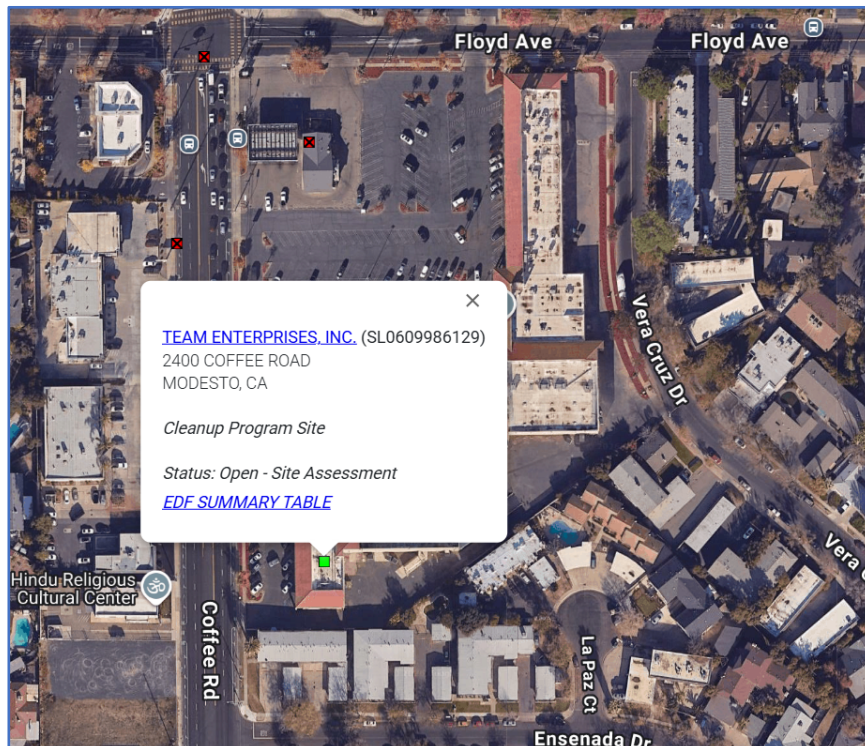 Floyd Ave
Floyd Ave
TEAM ENTERPRISES, INC. (SL0609986129)
2400 COFFEE ROAD
MODESTO, CA
Cleanup Program Site
Status: Open - Site Assessment
EDF SUMMARY TABLE
Vera Cruz Dr
Vera
Hindu Religious
Cultural Center
Coffee Rd
La Paz Ct
Ensenada Dr